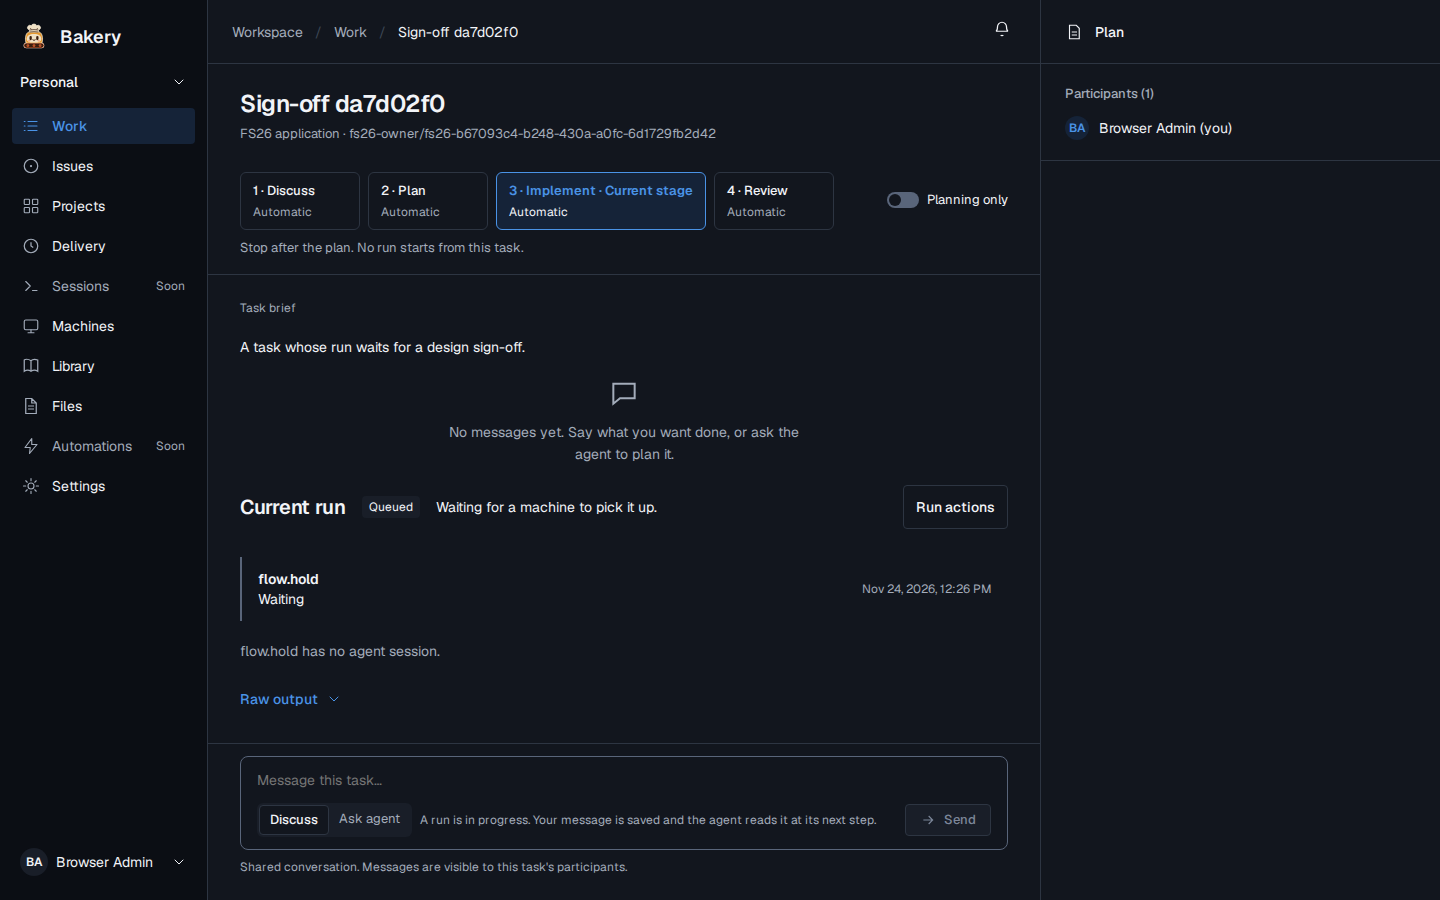 Bakery
Personal
Work
Issues
Projects
Delivery
Sessions Soon
Machines
Library
Files
Automations Soon
Settings
BA Browser Admin
Workspace / Work / Sign-off da7d02f0
Sign-off da7d02f0
FS26 application · fs26-owner/fs26-b67093c4-b248-430a-a0fc-6d1729fb2d42
1 · Discuss
Automatic
2 · Plan
Automatic
3 · Implement · Current stage
Automatic
4 · Review
Automatic
Planning only
Stop after the plan. No run starts from this task.
Task brief
A task whose run waits for a design sign-off.
No messages yet. Say what you want done, or ask the
agent to plan it.
Current run Queued Waiting for a machine to pick it up. Run actions
flow.hold
Waiting
Nov 24, 2026, 12:26 PM
flow.hold has no agent session.
Raw output
Message this task...
Discuss Ask agent A run is in progress. Your message is saved and the agent reads it at its next step. Send
Shared conversation. Messages are visible to this task's participants.
Plan
Participants (1)
BA Browser Admin (you)